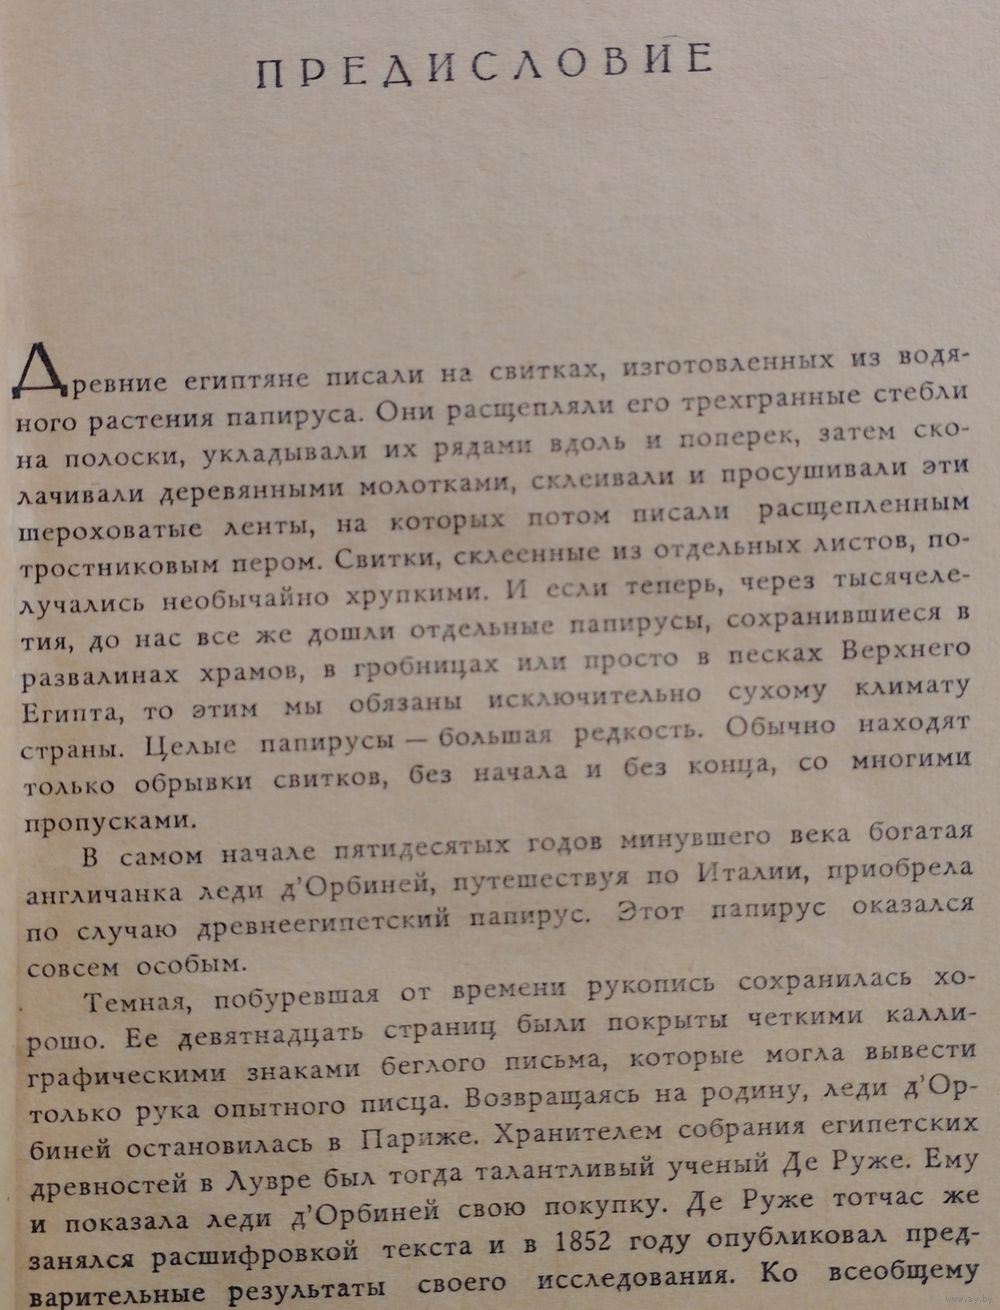 ПРЕДИСЛОВИЕ
Древние египтяне писали на свитках, изготовленных из водя-
ного растения папируса. Они расщепляли его трехгранные стебли
на полоски, укладывали их рядами вдоль и поперек, затем ско-
лачивали деревянными молотками, склеивали и просушивали эти
шероховатые ленты, на которых потом писали расщепленным
тростниковым пером. Свитки, склеенные из отдельных листов, по-
лучались необычайно хрупкими. И если теперь, через тысячеле-
тия, до нас все же дошли отдельные папирусы, сохранившиеся в
развалинах храмов, в гробницах или просто в песках Верхнего
Египта, то этим мы обязаны исключительно сухому климату
страны. Целые папирусы — большая редкость. Обычно находят
только обрывки свитков, без начала и без конца, со многими
пропусками.
В самом начале пятидесятых годов минувшего века богатая
англичанка леди д’Орбиней, путешествуя по Италии, приобрела
по случаю древнеегипетский папирус. Этот папирус оказался
совсем особым.
Темная, побуревшая от времени рукопись сохранилась хо-
рошо. Ее девятнадцать страниц были покрыты четкими калли-
графическими знаками беглого письма, которые могла вывести
только рука опытного писца. Возвращаясь на родину, леди д’Ор-
биней остановилась в Париже. Хранителем собрания египетских
древностей в Лувре был тогда талантливый ученый Де Руже. Ему
и показала леди д’Орбиней свою покупку. Де Руже тотчас же
занялся расшифровкой текста и в 1852 году опубликовал пред-
варительные результаты своего исследования. Ко всеобщему
www.ay.by